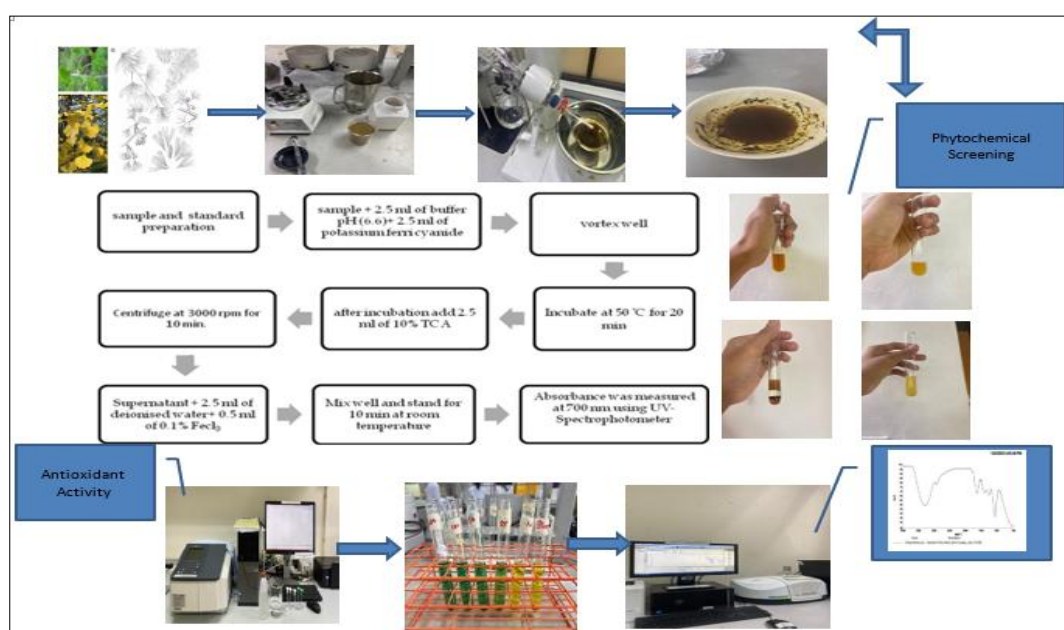 Phytochemical
Screening
sample and standard
preparation
sample + 2.5 ml of buffer
pH (6.6)+ 2.5 ml of
potassium ferri cyanide
vortex well
Centrifuge at 3000 rpm for
10 min.
after incubation add 2.5
ml of 10% TCA
Incubate at 50 °C for 20
min
Supernatant + 2.5 ml of
deionised water+ 0.5 ml
of 0.1% Fecl₃
Mix well and stand for
10 min at room
temperature
Absorbance was measured
at 700 nm using UV-
Spectrophotometer
Antioxidant
Activity